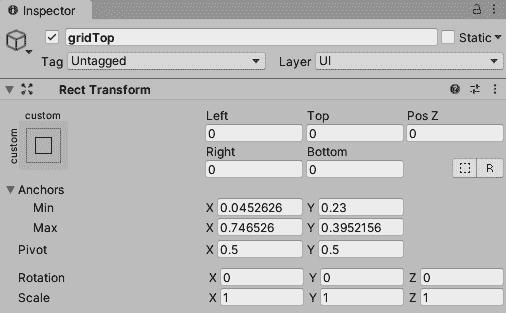 Inspector
gridTop Static
Tag Untagged Layer UI
Rect Transform
custom Left Top Pos Z
custom 0 0 0
Right Bottom
0 0 R
Anchors
Min X 0.0452626 Y 0.23
Max X 0.746526 Y 0.3952156
Pivot X 0.5 Y 0.5
Rotation X 0 Y 0 Z 0
Scale X 1 Y 1 Z 1